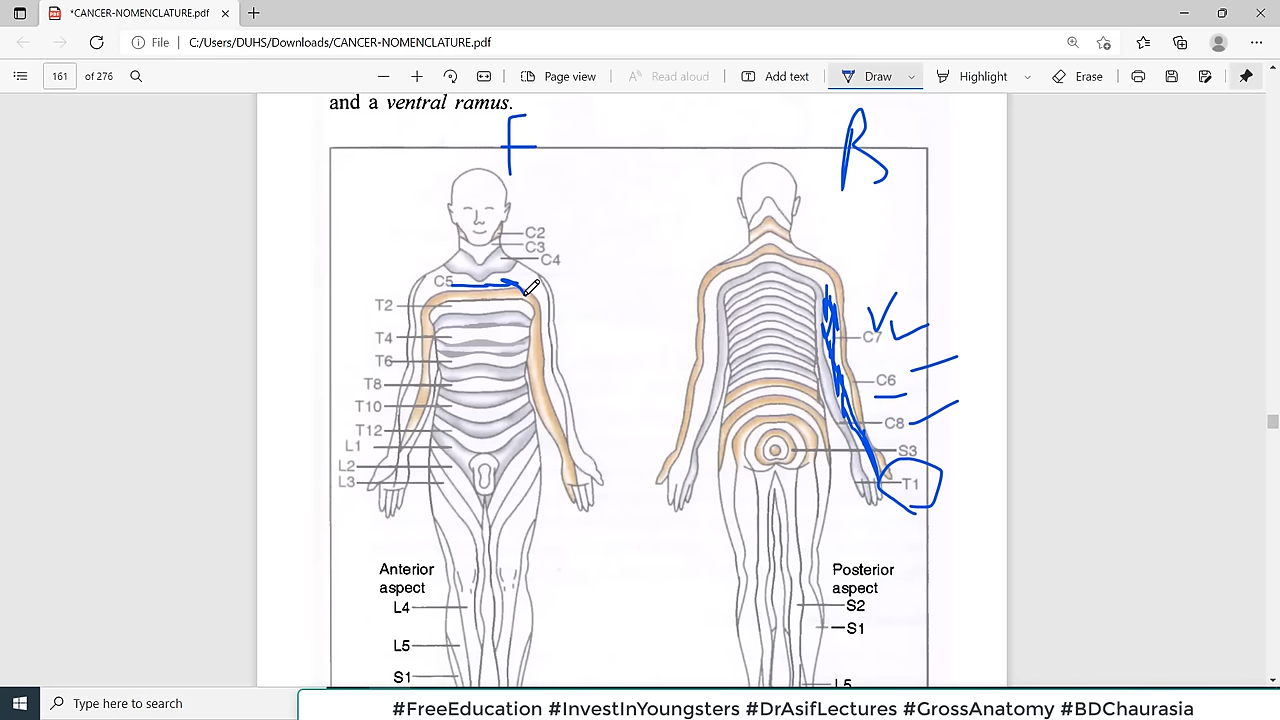 *CANCER-NOMENCLATURE.pdf
File
C:/Users/DUHS/Downloads/CANCER-NOMENCLATURE.pdf
161 of 276
Page view
Read aloud
Add text
Draw
Highlight
Erase
and a ventral ramus.
F
B
C2
C3
C4
C5
T2
T4
T6
T8
T10
T12
L1
L2
L3
C7
C6
C8
S3
T1
Anterior
aspect
L4
L5
S1
Posterior
aspect
S2
S1
L5
Type here to search
#FreeEducation #InvestInYoungsters #DrAsifLectures #GrossAnatomy #BDChaurasia